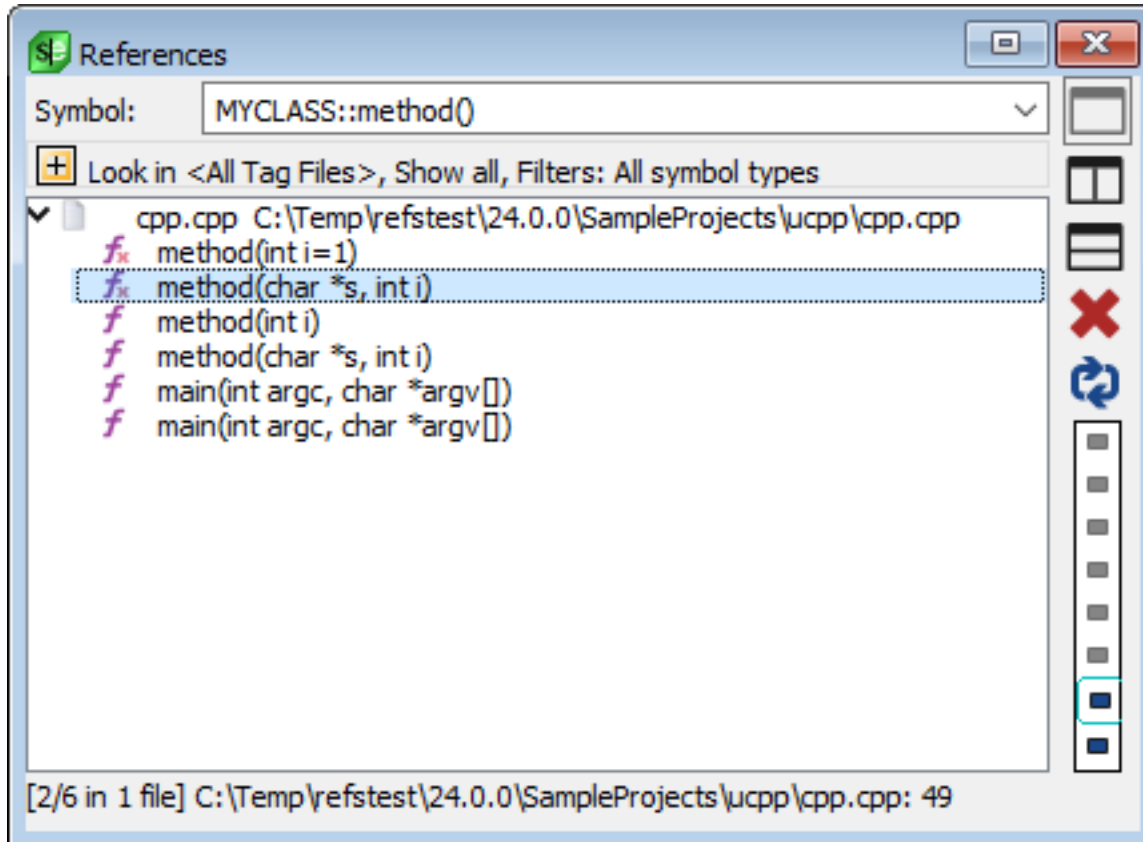 References
Symbol: MYCLASS::method()
Look in <All Tag Files>, Show all, Filters: All symbol types
cpp.cpp C:\Temp\refstest\24.0.0\SampleProjects\ucpp\cpp.cpp
method(int i=1)
method(char *s, int i)
method(int i)
method(char *s, int i)
main(int argc, char *argv[])
main(int argc, char *argv[])
[2/6 in 1 file] C:\Temp\refstest\24.0.0\SampleProjects\ucpp\cpp.cpp: 49